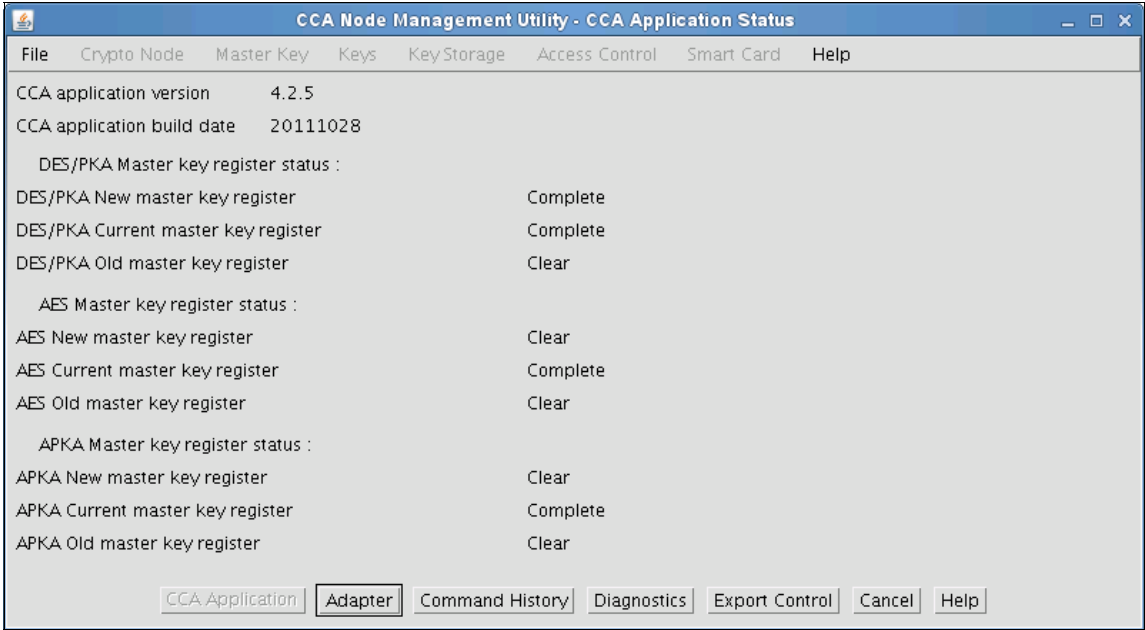 CCA Node Management Utility - CCA Application Status
File Crypto Node Master Key Keys Key Storage Access Control Smart Card Help
CCA application version 4.2.5
CCA application build date 20111028
DES/PKA Master key register status :
DES/PKA New master key register Complete
DES/PKA Current master key register Complete
DES/PKA Old master key register Clear
AES Master key register status :
AES New master key register Clear
AES Current master key register Complete
AES Old master key register Clear
APKA Master key register status :
APKA New master key register Clear
APKA Current master key register Complete
APKA Old master key register Clear
CCA Application Adapter Command History Diagnostics Export Control Cancel Help